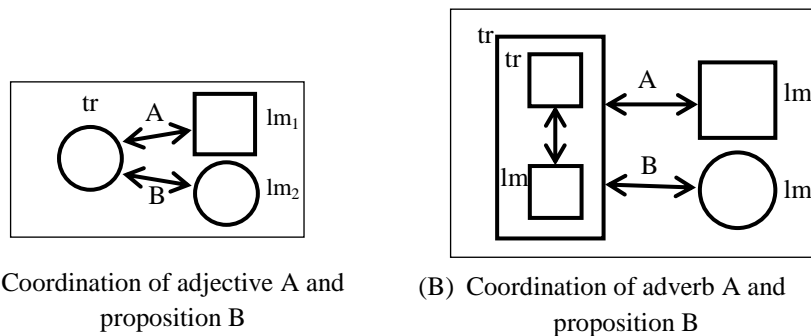 tr
A
lm₁
B
lm₂
Coordination of adjective A and
proposition B
tr
tr
lm
A
lm
B
lm
(B) Coordination of adverb A and
proposition B